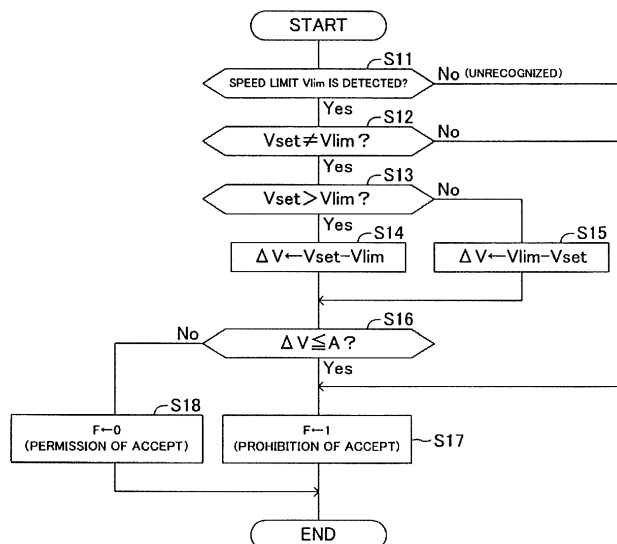 START
S11
SPEED LIMIT Vlim IS DETECTED?
No (UNRECOGNIZED)
Yes
S12
Vset≠Vlim?
No
Yes
S13
Vset>Vlim?
No
Yes
S14
ΔV←Vset-Vlim
S15
ΔV←Vlim-Vset
S16
ΔV≦A?
No
Yes
S18
F←0
(PERMISSION OF ACCEPT)
F←1
(PROHIBITION OF ACCEPT)
S17
END